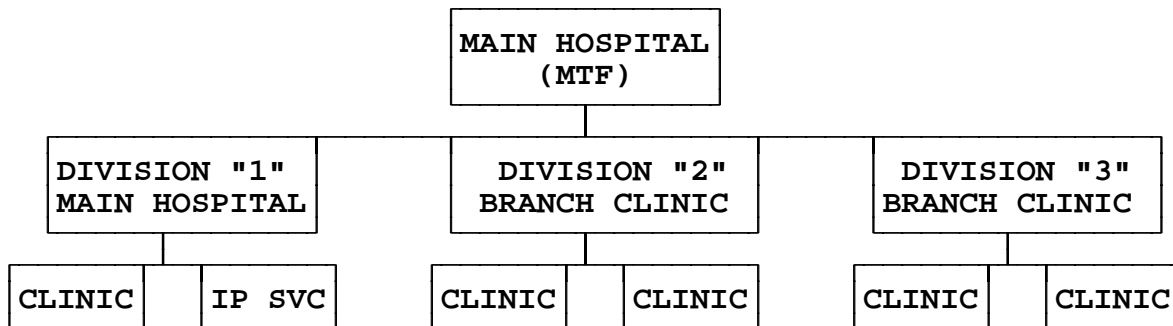 MAIN HOSPITAL
(MTF)
DIVISION "1"
MAIN HOSPITAL
DIVISION "2"
BRANCH CLINIC
DIVISION "3"
BRANCH CLINIC
CLINIC
IP SVC
CLINIC
CLINIC
CLINIC
CLINIC